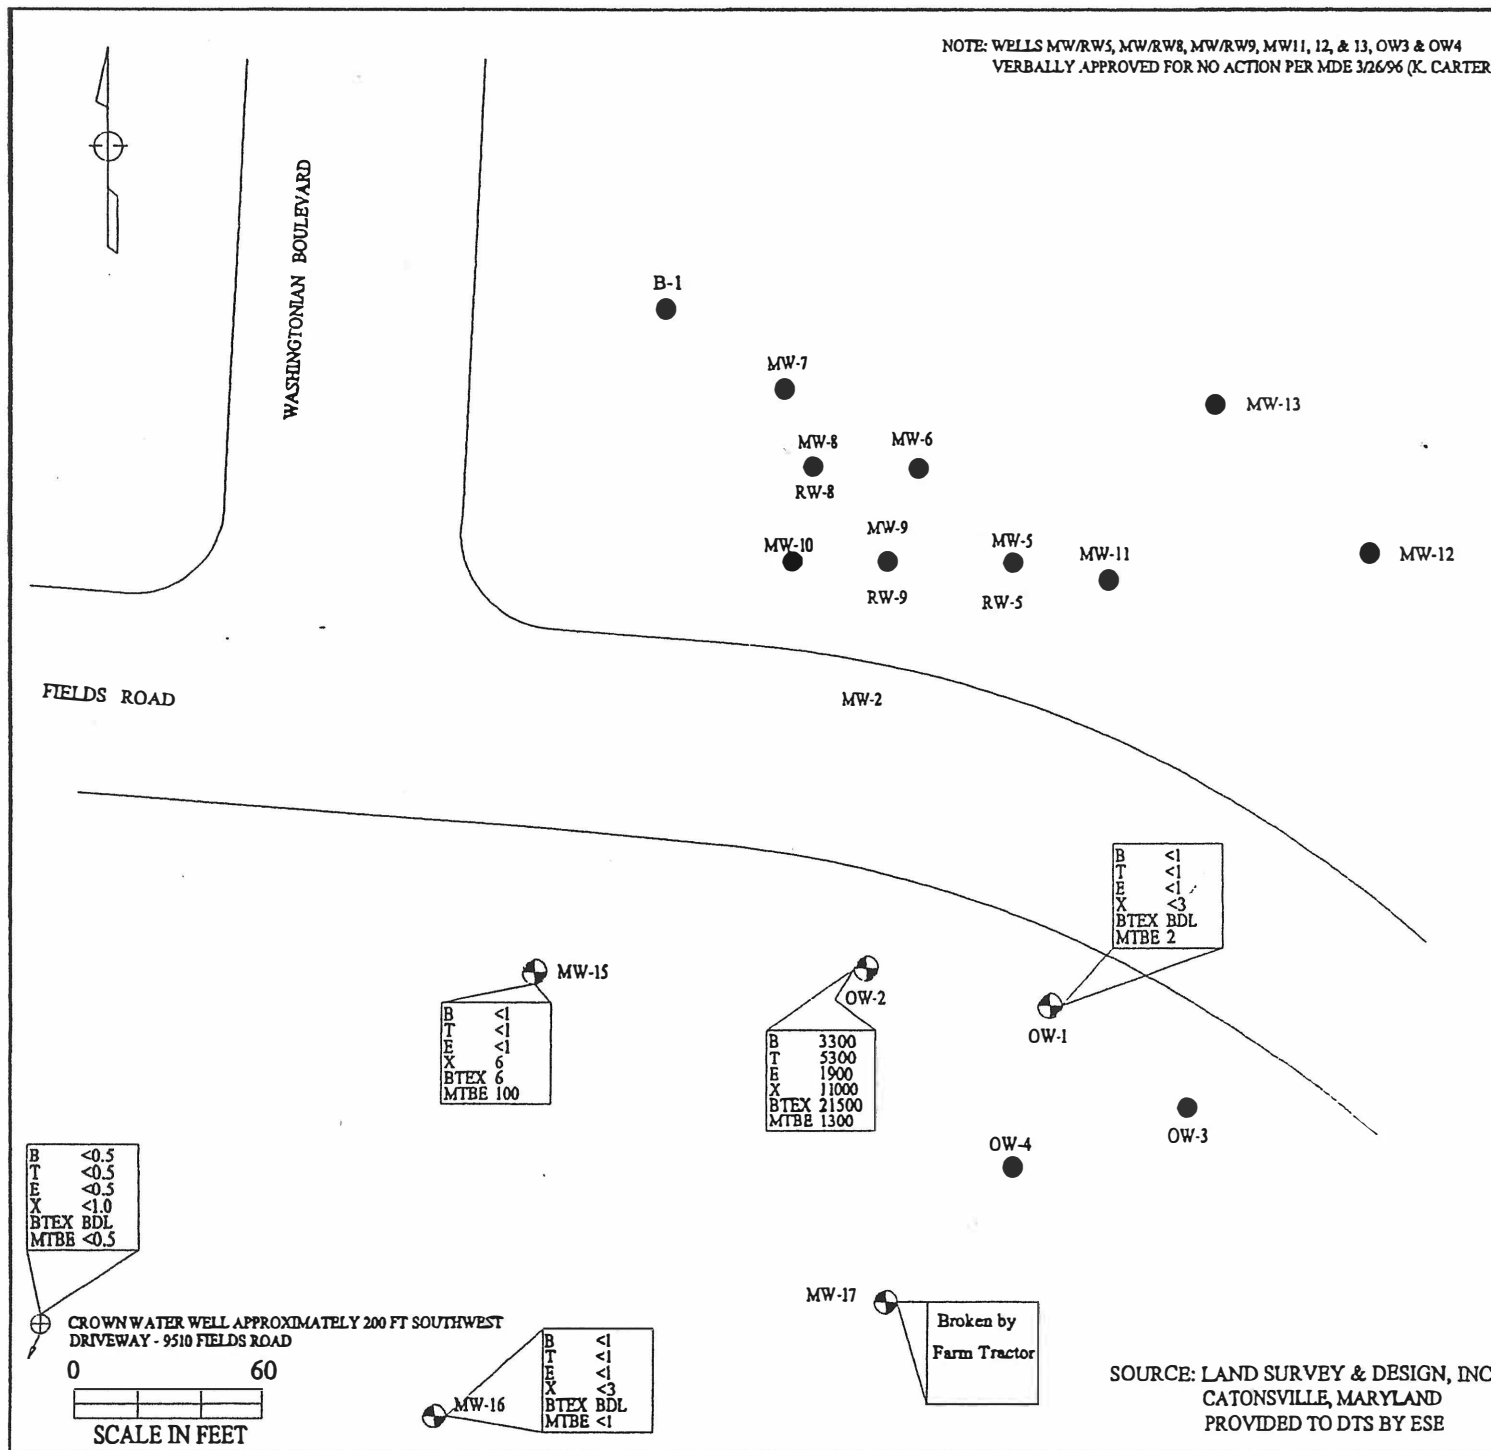 NOTE: WELLS MW/RW5, MW/RW8, MW/RW9, MW11, 12, & 13, OW3 & OW4
VERBALLY APPROVED FOR NO ACTION PER MDE 3/26/96 (K. CARTER
WASHINGTONIAN BOULEVARD
B-1
MW-7
MW-13
MW-8
RW-8
MW-6
MW-10
MW-9
RW-9
MW-5
RW-5
MW-11
MW-12
FIELDS ROAD
MW-2
B <1
T <1
E <1
X <3
BTEX BDL
MTBE 2
OW-1
MW-15
B <1
T <1
E <1
X 6
BTEX 6
MTBE 100
OW-2
B 3300
T 5300
E 1900
X 11000
BTEX 21500
MTBE 1300
OW-3
OW-4
B <0.5
T <0.5
E <0.5
X <1.0
BTEX BDL
MTBE <0.5
CROWN WATER WELL APPROXIMATELY 200 FT SOUTHWEST
DRIVEWAY - 9510 FIELDS ROAD
0 60
SCALE IN FEET
MW-16
B <1
T <1
E <1
X <3
BTEX BDL
MTBE <1
MW-17
Broken by
Farm Tractor
SOURCE: LAND SURVEY & DESIGN, INC
CATONSVILLE, MARYLAND
PROVIDED TO DTS BY ESE